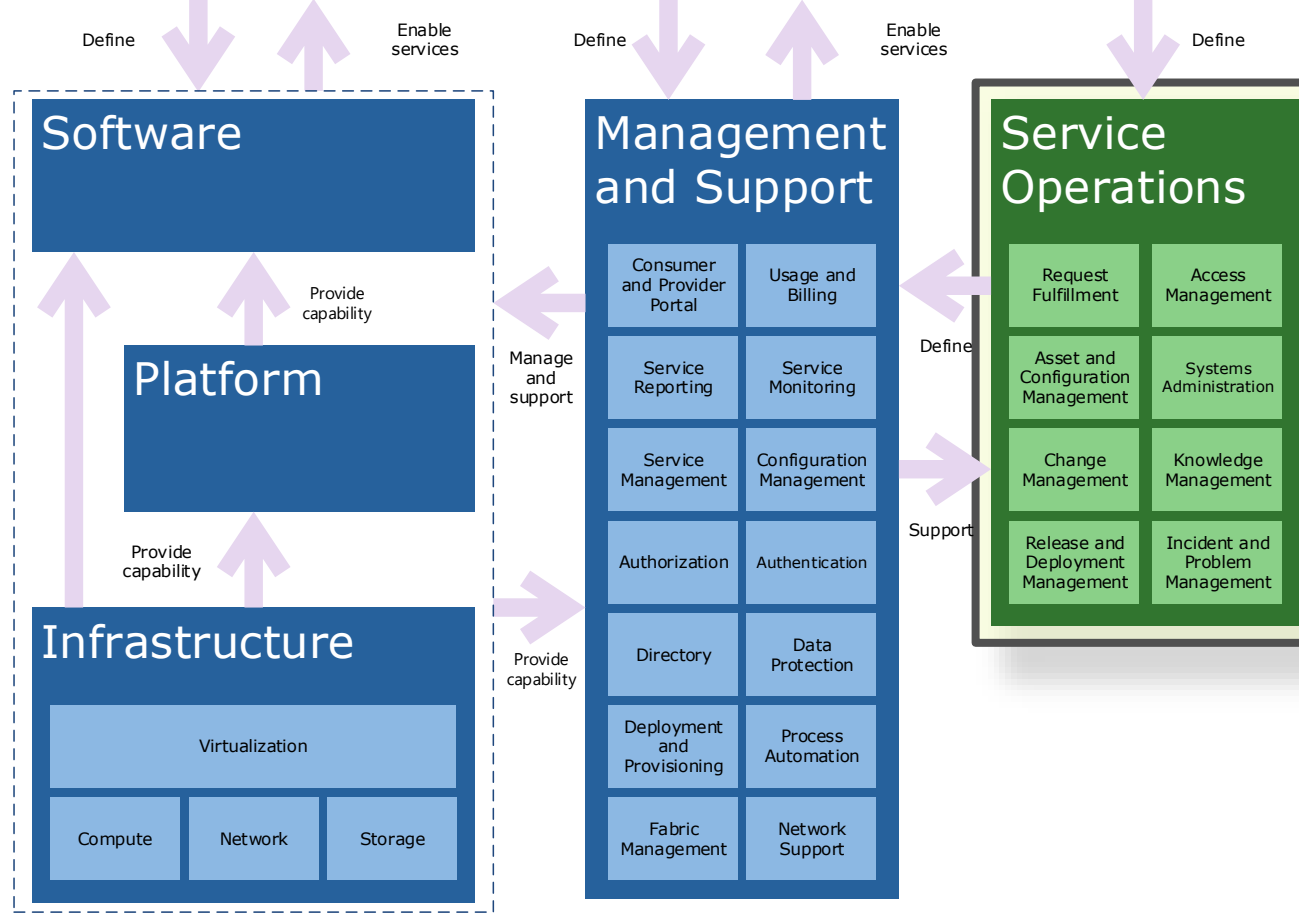 Define
Enable
services
Define
Enable
services
Define
Software
Provide
capability
Platform
Provide
capability
Infrastructure
Virtualization
Compute
Network
Storage
Manage
and
support
Provide
capability
Management
and Support
Consumer
and Provider
Portal
Usage and
Billing
Service
Reporting
Service
Monitoring
Service
Management
Configuration
Management
Authorization
Authentication
Directory
Data
Protection
Deployment
and
Provisioning
Process
Automation
Fabric
Management
Network
Support
Define
Support
Service
Operations
Request
Fulfillment
Access
Management
Asset and
Configuration
Management
Systems
Administration
Change
Management
Knowledge
Management
Release and
Deployment
Management
Incident and
Problem
Management